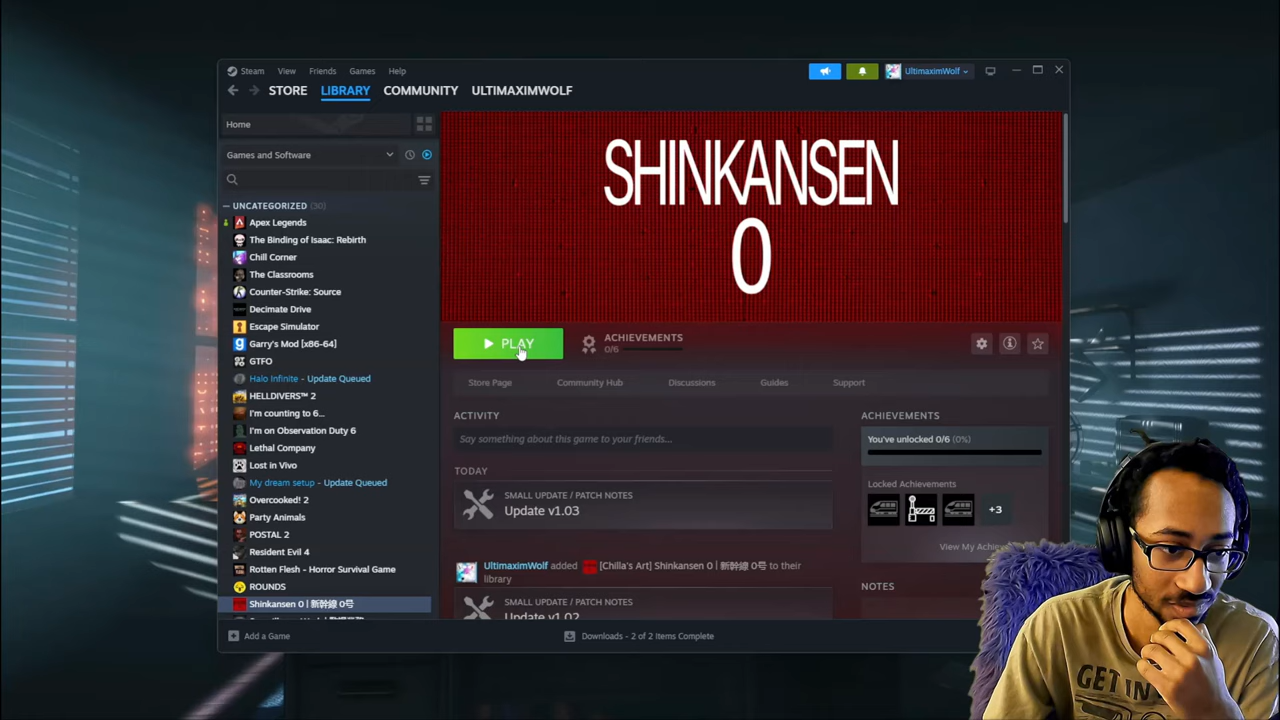 Steam View Friends Games Help UltimaximWolf
STORE LIBRARY COMMUNITY ULTIMAXIMWOLF
Home
Games and Software
UNCATEGORIZED (30)
Apex Legends
The Binding of Isaac: Rebirth
Chill Corner
The Classrooms
Counter-Strike: Source
Decimate Drive
Escape Simulator
Garry's Mod [x86-64]
GTFO
Halo Infinite - Update Queued
HELLDIVERS™ 2
I'm counting to 6...
I'm on Observation Duty 6
Lethal Company
Lost in Vivo
My dream setup - Update Queued
Overcooked! 2
Party Animals
POSTAL 2
Resident Evil 4
Rotten Flesh - Horror Survival Game
ROUNDS
Shinkansen 0 | 新幹線 0号
Add a Game
SHINKANSEN
0
PLAY
ACHIEVEMENTS
0/6
Store Page Community Hub Discussions Guides Support
ACTIVITY
Say something about this game to your friends...
TODAY
SMALL UPDATE / PATCH NOTES
Update v1.03
UltimaximWolf added [Chilla's Art] Shinkansen 0 | 新幹線 0号 to their
library
SMALL UPDATE / PATCH NOTES
Update v1.02
ACHIEVEMENTS
You've unlocked 0/6 (0%)
Locked Achievements
+3
View My Achie
NOTES
Downloads - 2 of 2 Items Complete
GET IN